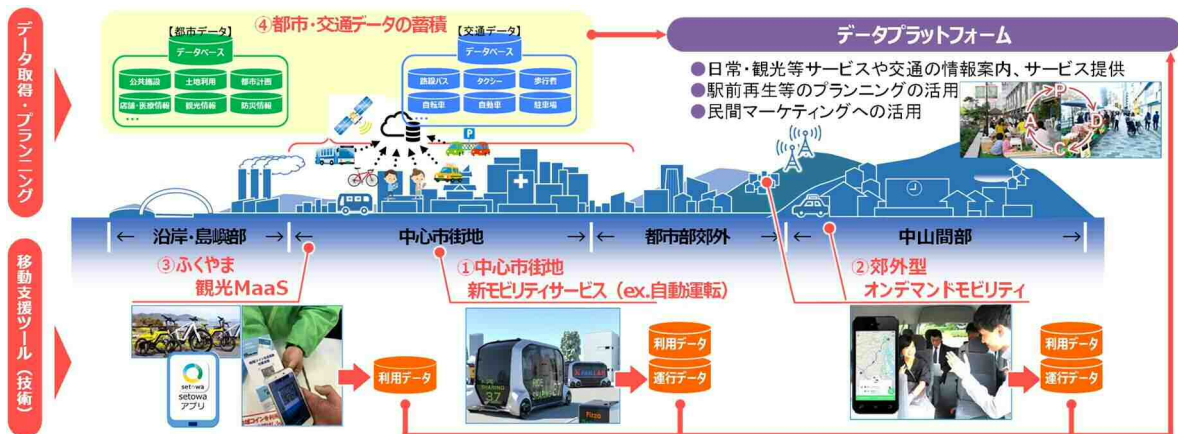 データ取得・プランニング
④都市・交通データの蓄積
【都市データ】
データベース
公共施設
土地利用
都市計画
店舗・医療情報
観光情報
防災情報
...
【交通データ】
データベース
路線バス
タクシー
歩行者
自転車
自動車
駐車場
...
データプラットフォーム
●日常・観光等サービスや交通の情報案内、サービス提供
●駅前再生等のプランニングの活用
●民間マーケティングへの活用
P
D
C
A
P
← 沿岸・島嶼部 →
← 中心市街地 →
← 都市部郊外 →
← 中山間部 →
移動支援ツール(技術)
③ふくやま
観光MaaS
①中心市街地
新モビリティサービス(ex.自動運転)
②郊外型
オンデマンドモビリティ
setowa
setowa
アプリ
利用データ
37
Pizza
利用データ
運行データ
利用データ
運行データ